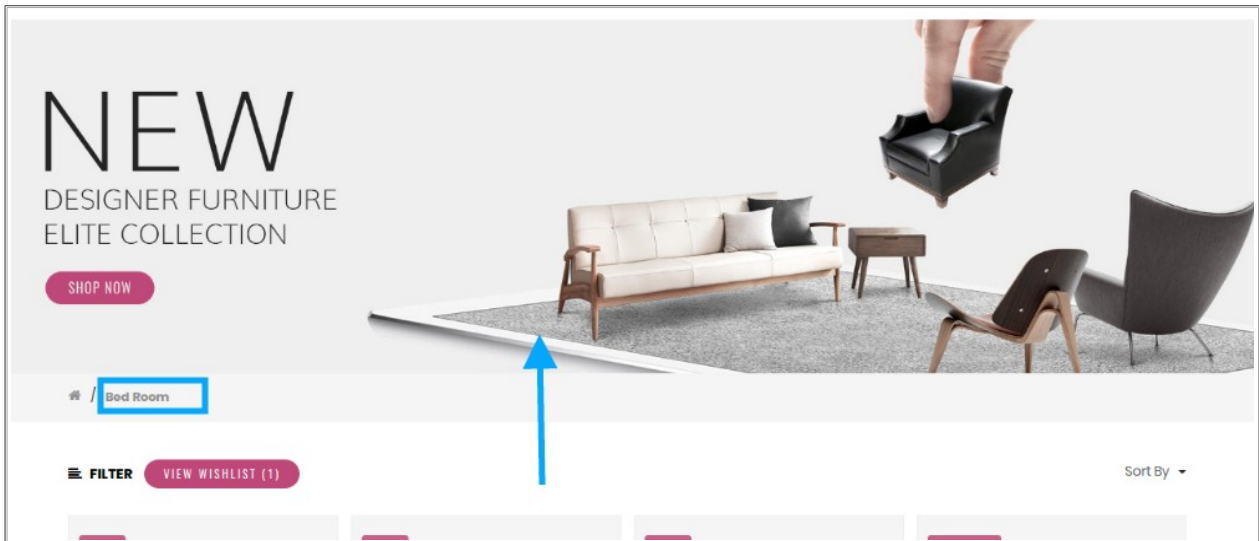 NEW
DESIGNER FURNITURE
ELITE COLLECTION
SHOP NOW
/ Bed Room
FILTER VIEW WISHLIST (1) Sort By